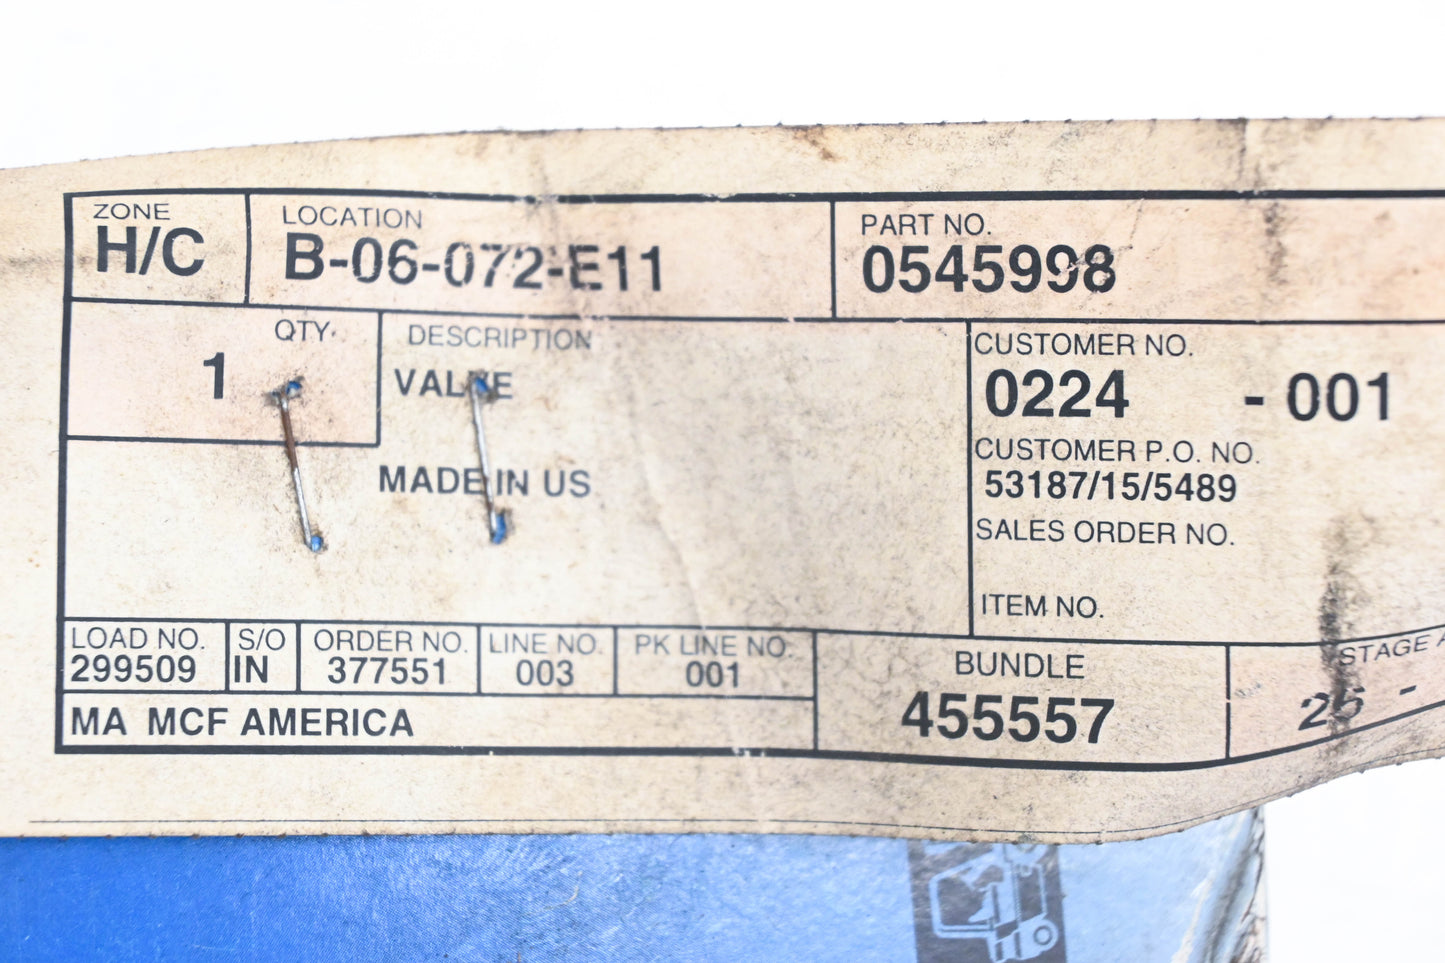 ZONE LOCATION PART NO.
H/C B-06-072-E11 0545998
QTY. DESCRIPTION CUSTOMER NO.
1 VALVE 0224 - 001
CUSTOMER P.O. NO.
MADE IN US 53187/15/5489
SALES ORDER NO.
ITEM NO.
LOAD NO. S/O ORDER NO. LINE NO. PK LINE NO. BUNDLE STAGE
299509 IN 377551 003 001 455557 25 -
MA MCF AMERICA